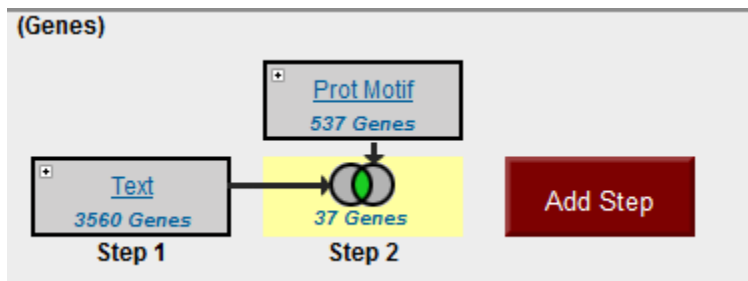 (Genes)
Prot Motif
537 Genes
Text
3560 Genes
37 Genes
Add Step
Step 1
Step 2